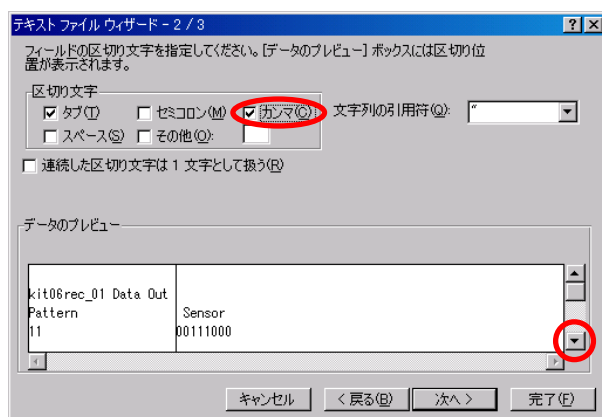 テキスト ファイル ウィザード - 2 / 3
フィールドの区切り文字を指定してください。[データのプレビュー] ボックスには区切り位
置が表示されます。
区切り文字
タブ(T) セミコロン(M) カンマ(C) 文字列の引用符(Q): "
スペース(S) その他(O):
連続した区切り文字は 1 文字として扱う(R)
データのプレビュー
kit06rec_01 Data Out
Pattern Sensor
11 00111000
キャンセル < 戻る(B) 次へ > 完了(F)